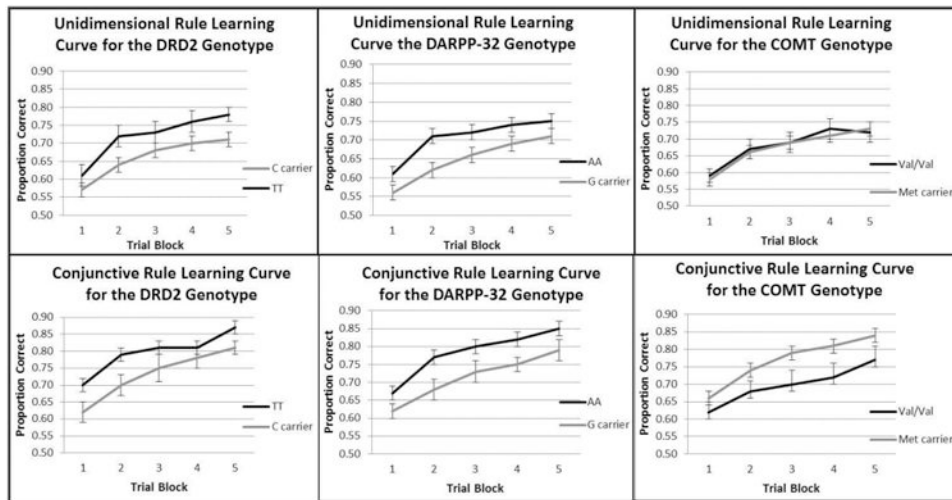 Unidimensional Rule Learning
Curve for the DRD2 Genotype
Proportion Correct
0.90
0.85
0.80
0.75
0.70
0.65
0.60
0.55
0.50
1 2 3 4 5
Trial Block
C carrier
TT
Unidimensional Rule Learning
Curve the DARPP-32 Genotype
Proportion Correct
0.90
0.85
0.80
0.75
0.70
0.65
0.60
0.55
0.50
1 2 3 4 5
Trial Block
AA
G carrier
Unidimensional Rule Learning
Curve for the COMT Genotype
Proportion Correct
0.90
0.85
0.80
0.75
0.70
0.65
0.60
0.55
0.50
1 2 3 4 5
Trial Block
Val/Val
Met carrier
Conjunctive Rule Learning Curve
for the DRD2 Genotype
Proportion Correct
0.90
0.85
0.80
0.75
0.70
0.65
0.60
0.55
0.50
1 2 3 4 5
Trial Block
TT
C carrier
Conjunctive Rule Learning Curve
for the DARPP-32 Genotype
Proportion Correct
0.90
0.85
0.80
0.75
0.70
0.65
0.60
0.55
0.50
1 2 3 4 5
Trial Block
AA
G carrier
Conjunctive Rule Learning Curve
for the COMT Genotype
Proportion Correct
0.90
0.85
0.80
0.75
0.70
0.65
0.60
0.55
0.50
1 2 3 4 5
Trial Block
Val/Val
Met carrier